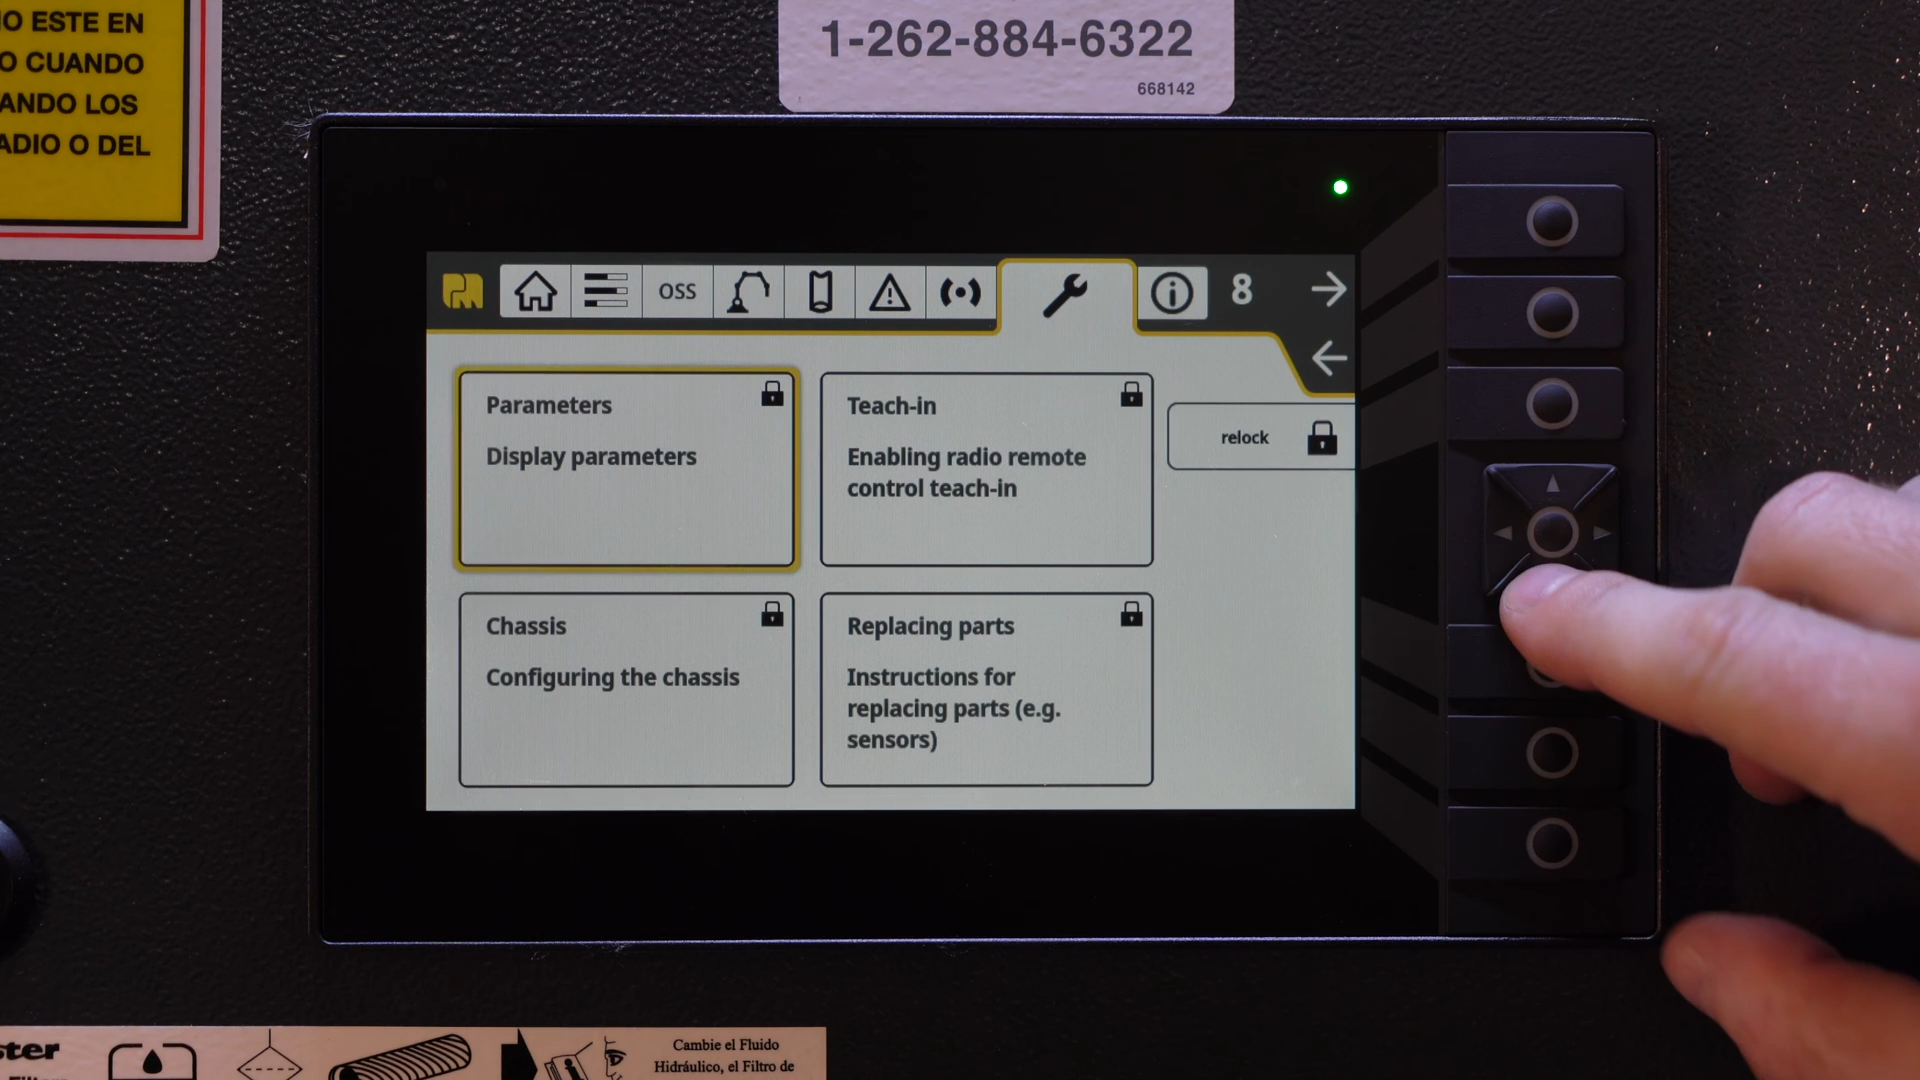 O ESTE EN
O CUANDO
ANDO LOS
ADIO O DEL
1-262-884-6322
668142
OSS
8
Parameters
Display parameters
Teach-in
Enabling radio remote
control teach-in
relock
Chassis
Configuring the chassis
Replacing parts
Instructions for
replacing parts (e.g.
sensors)
ster
Cambie el Fluido
Hidráulico, el Filtro de